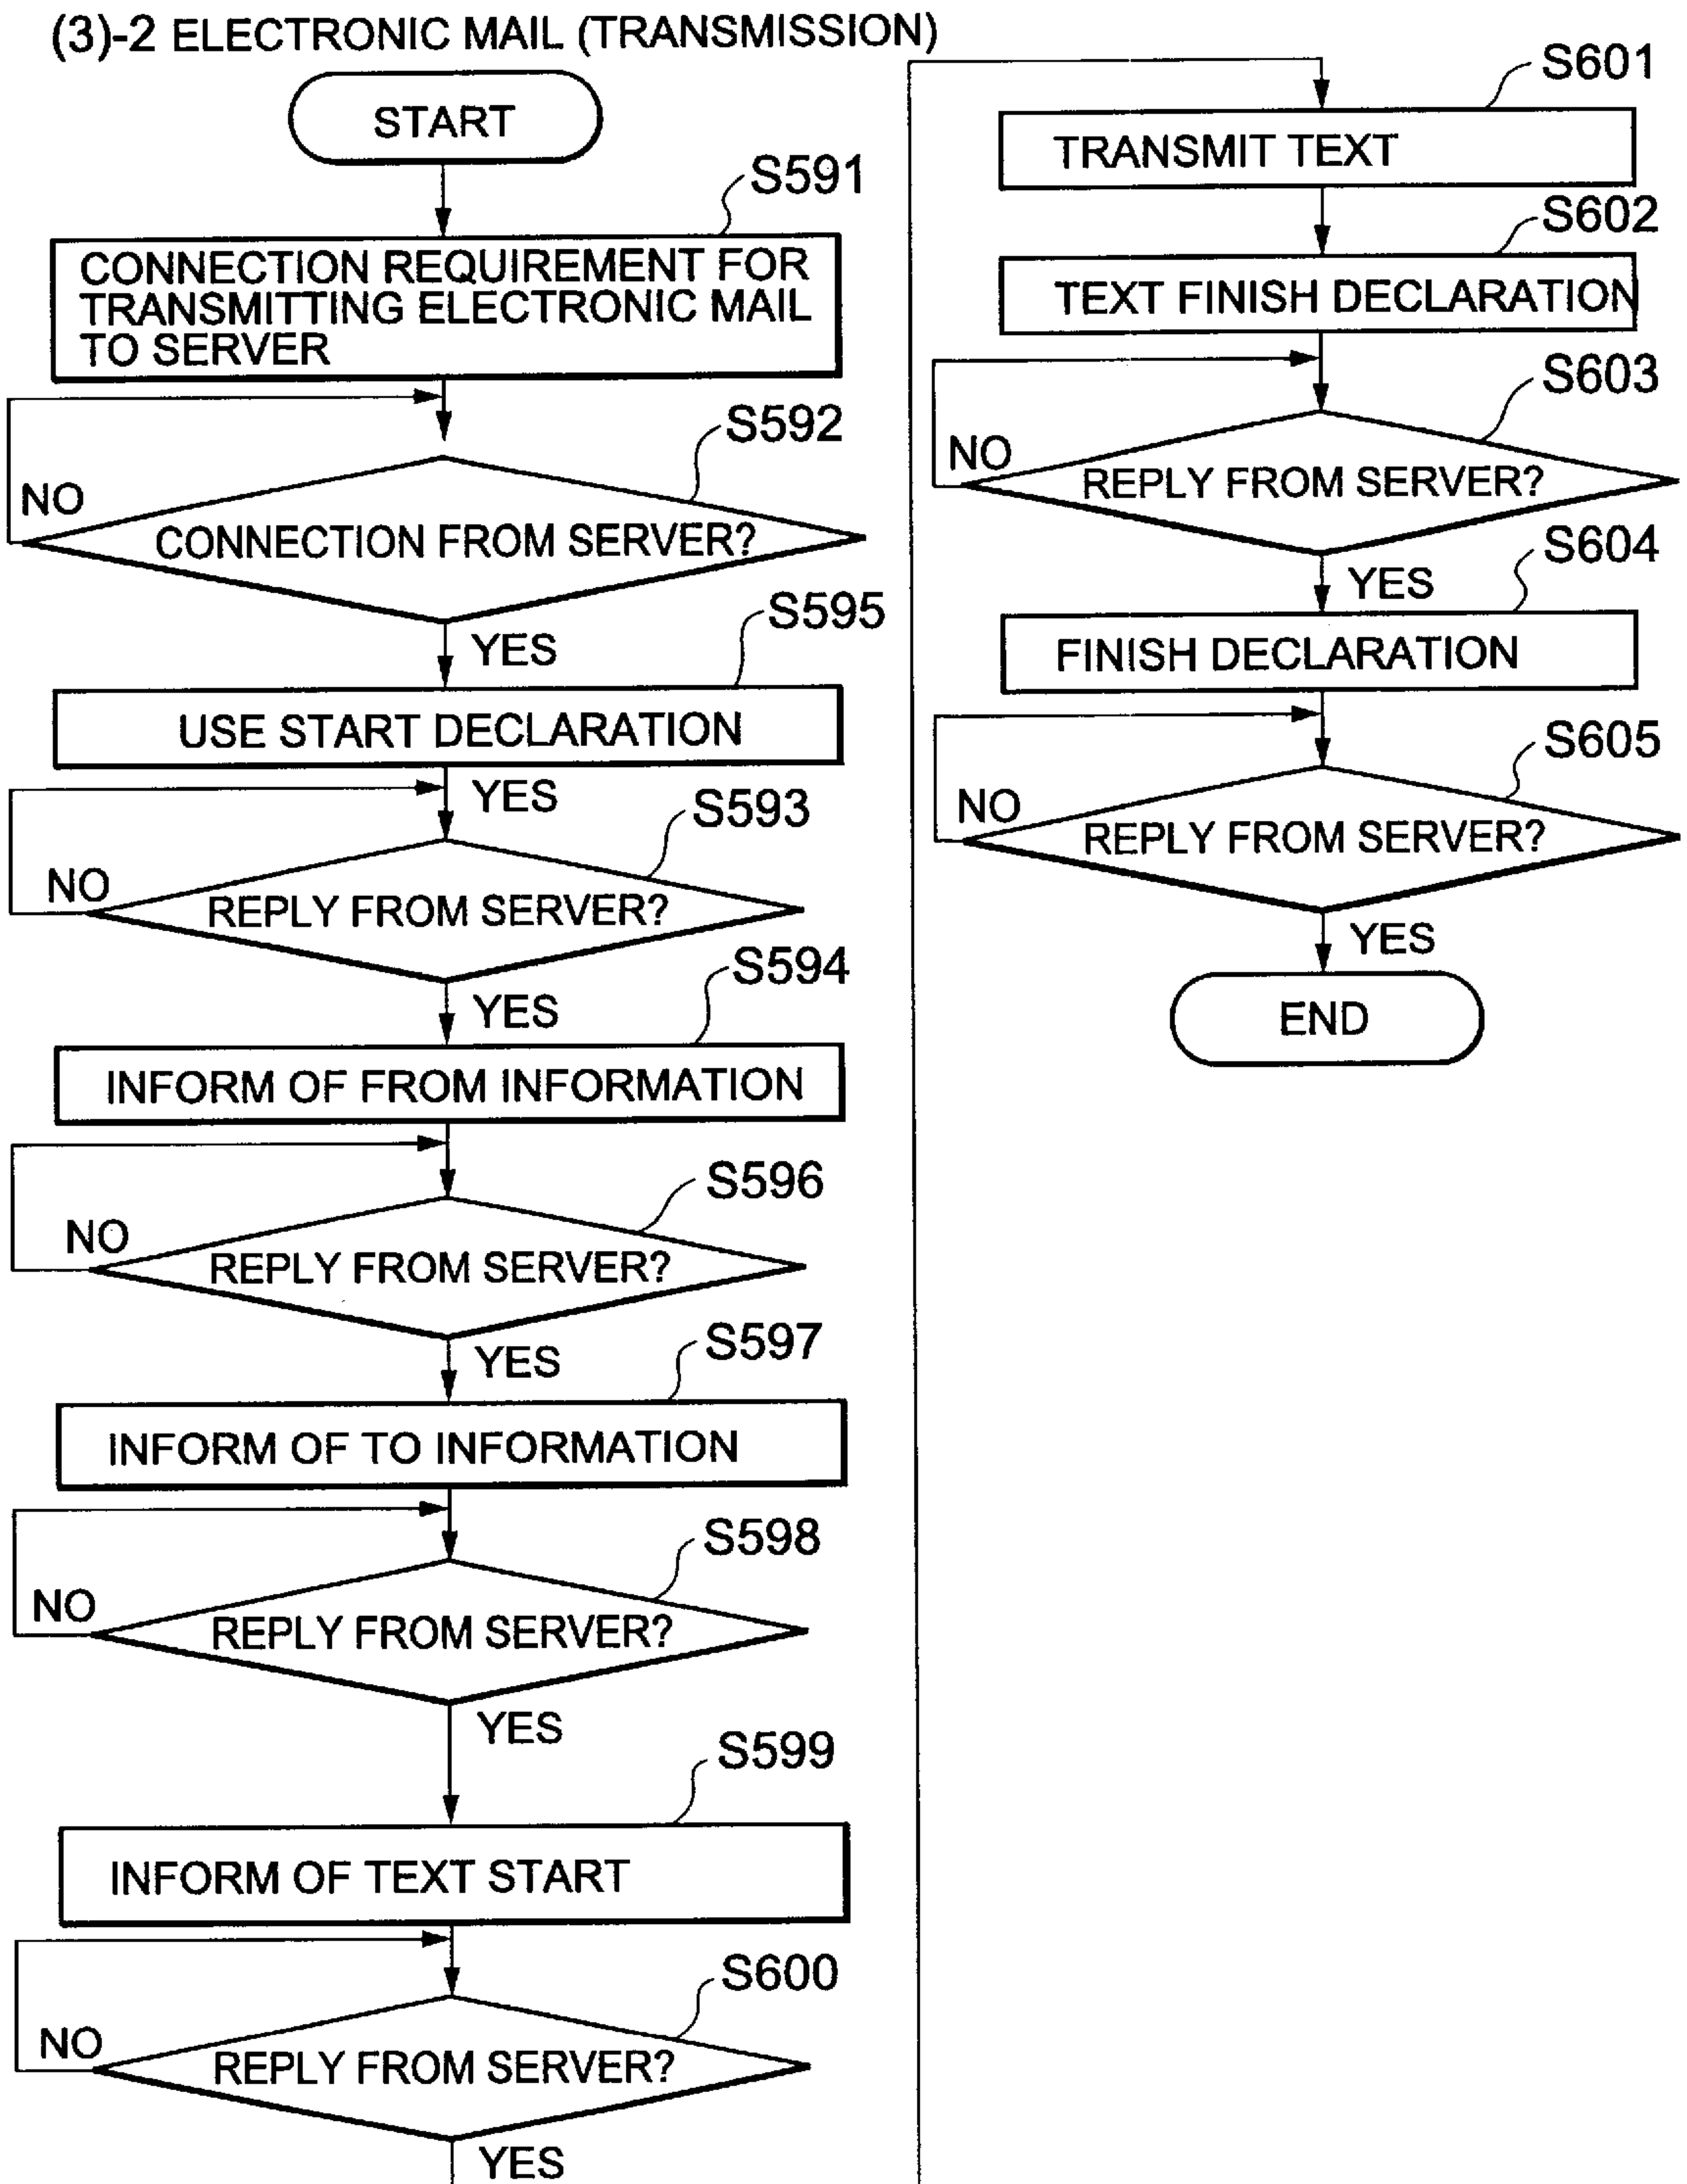 (3)-2 ELECTRONIC MAIL (TRANSMISSION)
START
S591
CONNECTION REQUIREMENT FOR
TRANSMITTING ELECTRONIC MAIL
TO SERVER
S592
NO
CONNECTION FROM SERVER?
YES
S595
USE START DECLARATION
YES
S593
NO
REPLY FROM SERVER?
YES
S594
INFORM OF FROM INFORMATION
S596
NO
REPLY FROM SERVER?
YES
S597
INFORM OF TO INFORMATION
S598
NO
REPLY FROM SERVER?
YES
S599
INFORM OF TEXT START
S600
NO
REPLY FROM SERVER?
YES
S601
TRANSMIT TEXT
S602
TEXT FINISH DECLARATION
S603
NO
REPLY FROM SERVER?
YES
S604
FINISH DECLARATION
S605
NO
REPLY FROM SERVER?
YES
END